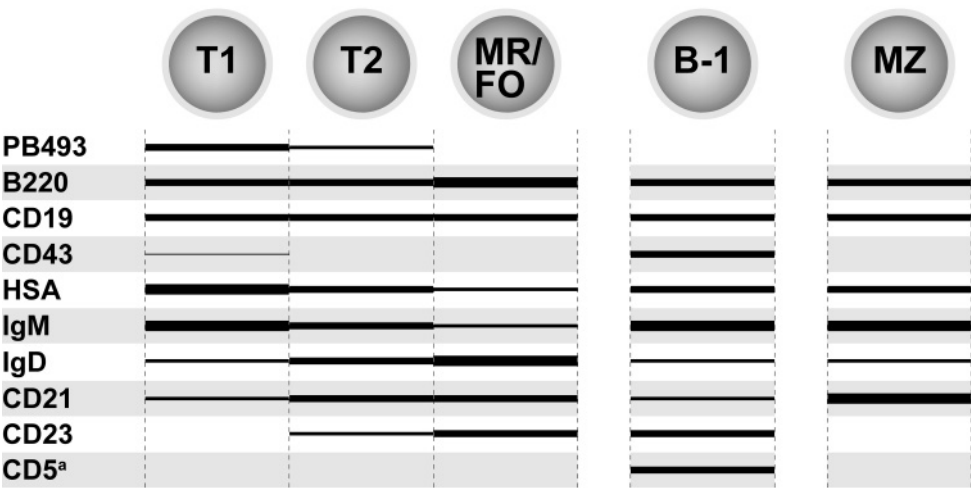 T1
T2
MR/
FO
B-1
MZ
PB493
B220
CD19
CD43
HSA
IgM
IgD
CD21
CD23
CD5ª